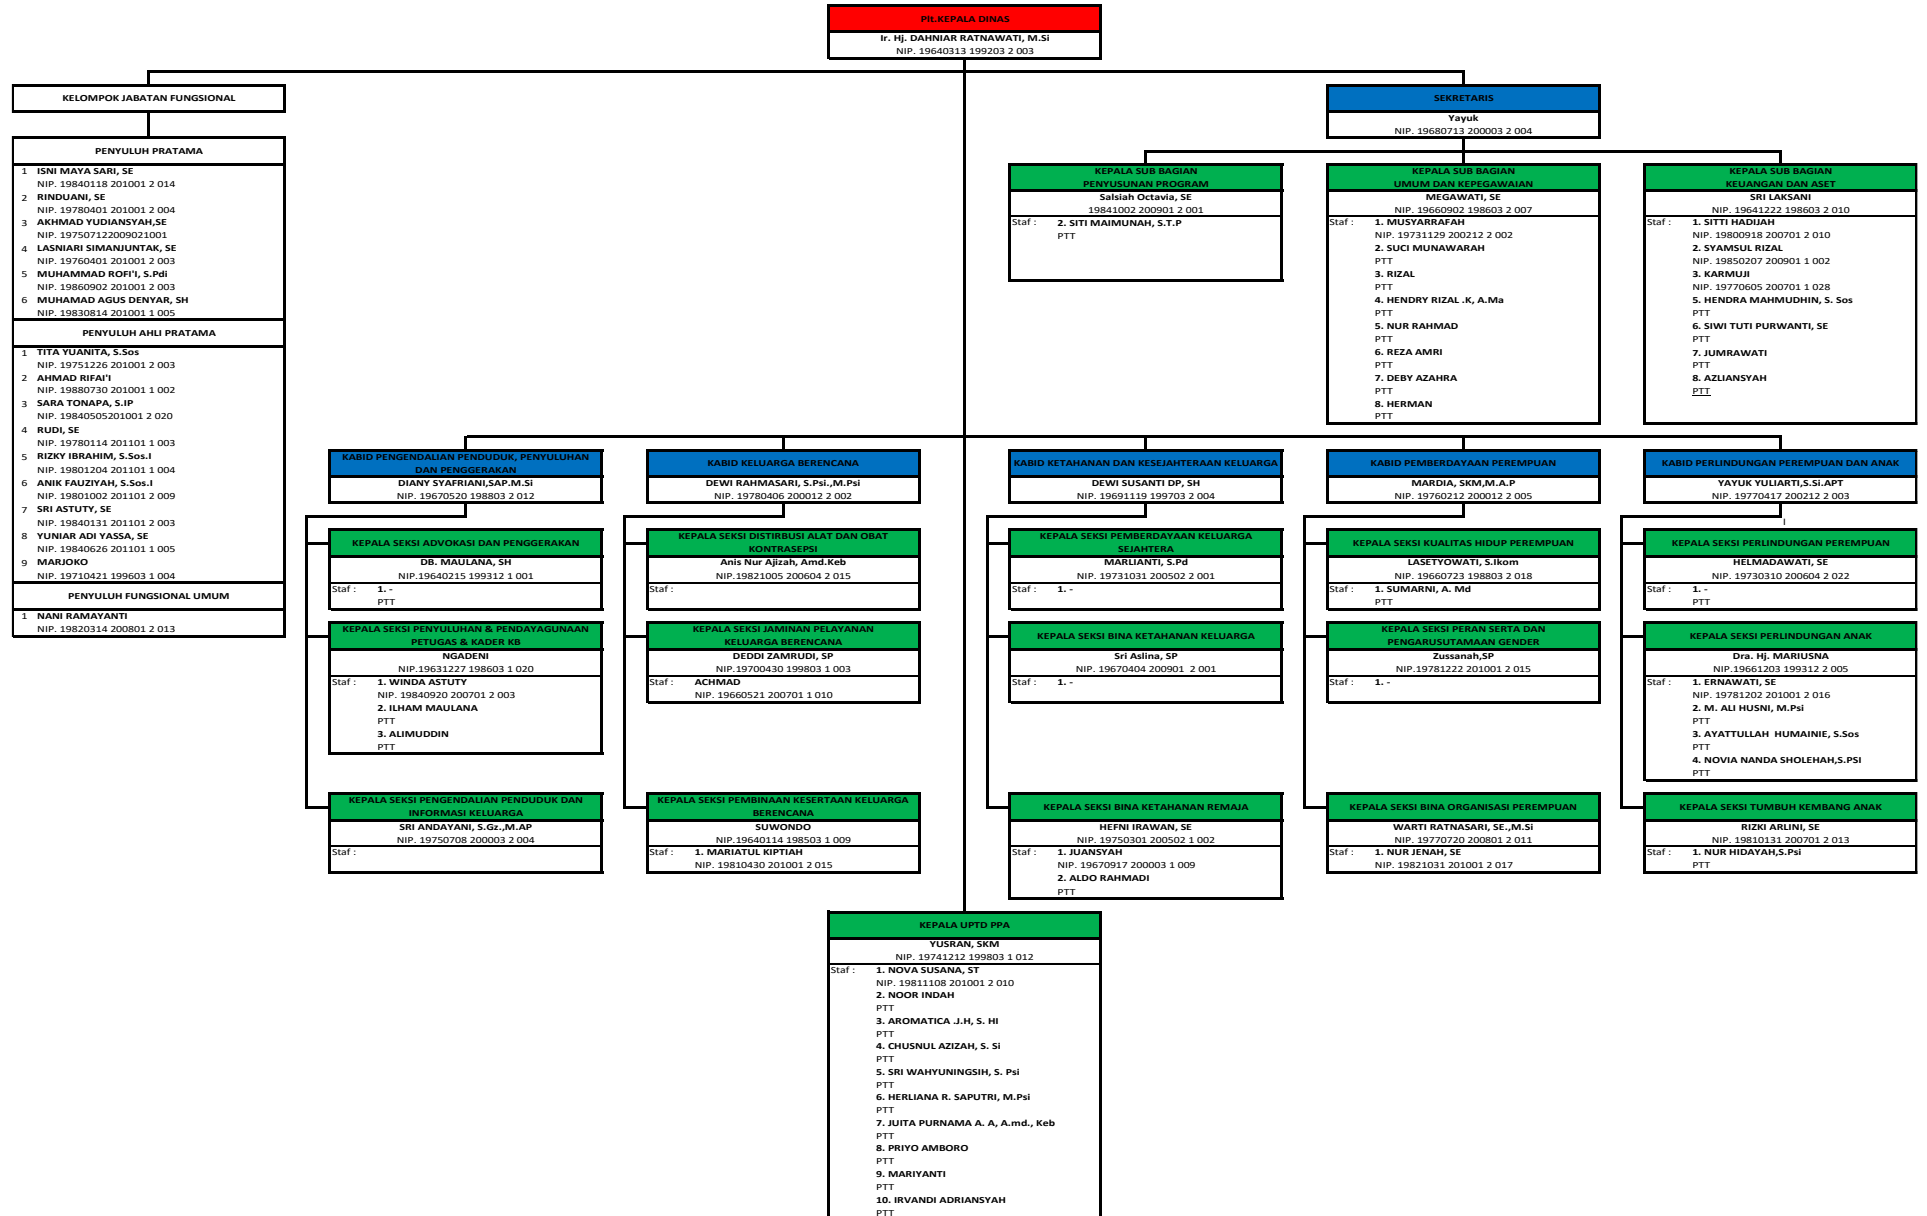 Plt.KEPALA DINAS
Ir. Hj. DAHNIAR RATNAWATI, M.Si
NIP. 19640313 199203 2 003
KELOMPOK JABATAN FUNGSIONAL
PENYULUH PRATAMA
1 ISNI MAYA SARI, SE
NIP. 19840118 201001 2 014
2 RINDUANI, SE
NIP. 19780401 201001 2 004
3 AKHMAD YUDIANSYAH,SE
NIP. 197507122009021001
4 LASNIARI SIMANJUNTAK, SE
NIP. 19760401 201001 2 003
5 MUHAMMAD ROFI'I, S.Pdi
NIP. 19860902 201001 2 003
6 MUHAMAD AGUS DENYAR, SH
NIP. 19830814 201001 1 005
PENYULUH AHLI PRATAMA
1 TITA YUANITA, S.Sos
NIP. 19751226 201001 2 003
2 AHMAD RIFAI'I
NIP. 19880730 201001 1 002
3 SARA TONAPA, S.IP
NIP. 19840505201001 2 020
4 RUDI, SE
NIP. 19780114 201101 1 003
5 RIZKY IBRAHIM, S.Sos.I
NIP. 19801204 201101 1 004
6 ANIK FAUZIYAH, S.Sos.I
NIP. 19801002 201101 2 009
7 SRI ASTUTY, SE
NIP. 19840131 201101 2 003
8 YUNIAR ADI YASSA, SE
NIP. 19840626 201101 1 005
9 MARJOKO
NIP. 19710421 199603 1 004
PENYULUH FUNGSIONAL UMUM
1 NANI RAMAYANTI
NIP. 19820314 200801 2 013
SEKRETARIS
Yayuk
NIP. 19680713 200003 2 004
KEPALA SUB BAGIAN
PENYUSUNAN PROGRAM
Salsiah Octavia, SE
19841002 200901 2 001
Staf : 2. SITI MAIMUNAH, S.T.P
PTT
KEPALA SUB BAGIAN
UMUM DAN KEPEGAWAIAN
MEGAWATI, SE
NIP. 19660902 198603 2 007
Staf : 1. MUSYARRAFAH
NIP. 19731129 200212 2 002
2. SUCI MUNAWARAH
PTT
3. RIZAL
PTT
4. HENDRY RIZAL .K, A.Ma
PTT
5. NUR RAHMAD
PTT
6. REZA AMRI
PTT
7. DEBY AZAHRA
PTT
8. HERMAN
PTT
KEPALA SUB BAGIAN
KEUANGAN DAN ASET
SRI LAKSANI
NIP. 19641222 198603 2 010
Staf : 1. SITTI HADIJAH
NIP. 19800918 200701 2 010
2. SYAMSUL RIZAL
NIP. 19850207 200901 1 002
3. KARMUJI
NIP. 19770605 200701 1 028
5. HENDRA MAHMUDHIN, S. Sos
PTT
6. SIWI TUTI PURWANTI, SE
PTT
7. JUMRAWATI
PTT
8. AZLIANSYAH
PTT
KABID PENGENDALIAN PENDUDUK, PENYULUHAN
DAN PENGGERAKAN
DIANY SYAFRIANI,SAP.M.Si
NIP. 19670520 198803 2 012
KEPALA SEKSI ADVOKASI DAN PENGGERAKAN
DB. MAULANA, SH
NIP.19640215 199312 1 001
Staf : 1. -
PTT
KEPALA SEKSI PENYULUHAN & PENDAYAGUNAAN
PETUGAS & KADER KB
NGADENI
NIP.19631227 198603 1 020
Staf : 1. WINDA ASTUTY
NIP. 19840920 200701 2 003
2. ILHAM MAULANA
PTT
3. ALIMUDDIN
PTT
KEPALA SEKSI PENGENDALIAN PENDUDUK DAN
INFORMASI KELUARGA
SRI ANDAYANI, S.Gz.,M.AP
NIP. 19750708 200003 2 004
Staf :
KABID KELUARGA BERENCANA
DEWI RAHMASARI, S.Psi.,M.Psi
NIP. 19780406 200012 2 002
KEPALA SEKSI DISTIRBUSI ALAT DAN OBAT
KONTRASEPSI
Anis Nur Ajizah, Amd.Keb
NIP.19821005 200604 2 015
Staf :
KEPALA SEKSI JAMINAN PELAYANAN
KELUARGA BERENCANA
DEDDI ZAMRUDI, SP
NIP.19700430 199803 1 003
Staf : ACHMAD
NIP. 19660521 200701 1 010
KEPALA SEKSI PEMBINAAN KESERTAAN KELUARGA
BERENCANA
SUWONDO
NIP.19640114 198503 1 009
Staf : 1. MARIATUL KIPTIAH
NIP. 19810430 201001 2 015
KABID KETAHANAN DAN KESEJAHTERAAN KELUARGA
DEWI SUSANTI DP, SH
NIP. 19691119 199703 2 004
KEPALA SEKSI PEMBERDAYAAN KELUARGA
SEJAHTERA
MARLIANTI, S.Pd
NIP. 19731031 200502 2 001
Staf : 1. -
KEPALA SEKSI BINA KETAHANAN KELUARGA
Sri Aslina, SP
NIP. 19670404 200901 2 001
Staf : 1. -
KEPALA SEKSI BINA KETAHANAN REMAJA
HEFNI IRAWAN, SE
NIP. 19750301 200502 1 002
Staf : 1. JUANSYAH
NIP. 19670917 200003 1 009
2. ALDO RAHMADI
PTT
KABID PEMBERDAYAAN PEREMPUAN
MARDIA, SKM,M.A.P
NIP. 19760212 200012 2 005
KEPALA SEKSI KUALITAS HIDUP PEREMPUAN
LASETYOWATI, S.Ikom
NIP. 19660723 198803 2 018
Staf : 1. SUMARNI, A. Md
PTT
KEPALA SEKSI PERAN SERTA DAN
PENGARUSUTAMAAN GENDER
Zussanah,SP
NIP.19781222 201001 2 015
Staf : 1. -
KEPALA SEKSI BINA ORGANISASI PEREMPUAN
WARTI RATNASARI, SE.,M.Si
NIP. 19770720 200801 2 011
Staf : 1. NUR JENAH, SE
NIP. 19821031 201001 2 017
KABID PERLINDUNGAN PEREMPUAN DAN ANAK
YAYUK YULIARTI,S.Si.APT
NIP. 19770417 200212 2 003
I
KEPALA SEKSI PERLINDUNGAN PEREMPUAN
HELMADAWATI, SE
NIP. 19730310 200604 2 022
Staf : 1. -
PTT
KEPALA SEKSI PERLINDUNGAN ANAK
Dra. Hj. MARIUSNA
NIP.19661203 199312 2 005
Staf : 1. ERNAWATI, SE
NIP. 19781202 201001 2 016
2. M. ALI HUSNI, M.Psi
PTT
3. AYATTULLAH HUMAINIE, S.Sos
PTT
4. NOVIA NANDA SHOLEHAH,S.PSI
PTT
KEPALA SEKSI TUMBUH KEMBANG ANAK
RIZKI ARLINI, SE
NIP. 19810131 200701 2 013
Staf : 1. NUR HIDAYAH,S.Psi
PTT
KEPALA UPTD PPA
YUSRAN, SKM
NIP. 19741212 199803 1 012
Staf : 1. NOVA SUSANA, ST
NIP. 19811108 201001 2 010
2. NOOR INDAH
PTT
3. AROMATICA .J.H, S. HI
PTT
4. CHUSNUL AZIZAH, S. Si
PTT
5. SRI WAHYUNINGSIH, S. Psi
PTT
6. HERLIANA R. SAPUTRI, M.Psi
PTT
7. JUITA PURNAMA A. A, A.md., Keb
PTT
8. PRIYO AMBORO
PTT
9. MARIYANTI
PTT
10. IRVANDI ADRIANSYAH
PTT